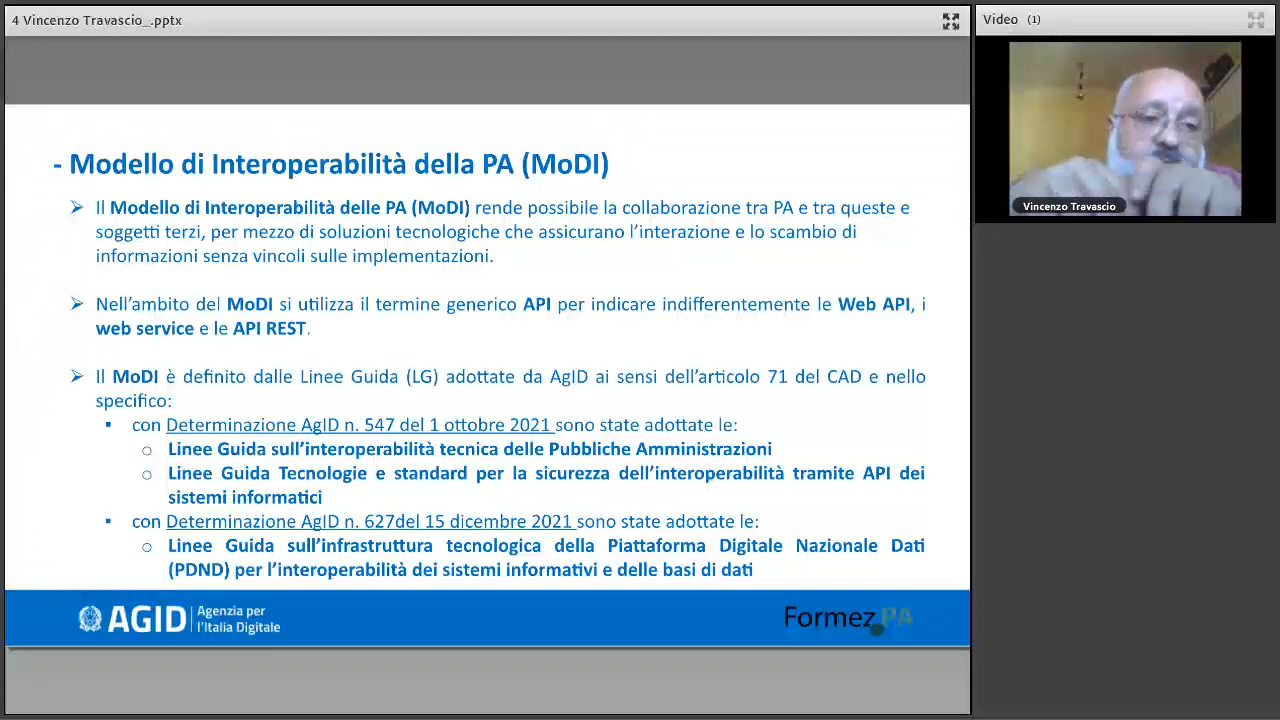 4 Vincenzo Travascio_.pptx
Video (1)
Vincenzo Travascio
- Modello di Interoperabilità della PA (MoDI)
➢ Il Modello di Interoperabilità delle PA (MoDI) rende possibile la collaborazione tra PA e tra queste e
soggetti terzi, per mezzo di soluzioni tecnologiche che assicurano l'interazione e lo scambio di
informazioni senza vincoli sulle implementazioni.
➢ Nell'ambito del MoDI si utilizza il termine generico API per indicare indifferentemente le Web API, i
web service e le API REST.
➢ Il MoDI è definito dalle Linee Guida (LG) adottate da AgID ai sensi dell'articolo 71 del CAD e nello
specifico:
▪ con Determinazione AgID n. 547 del 1 ottobre 2021 sono state adottate le:
o Linee Guida sull'interoperabilità tecnica delle Pubbliche Amministrazioni
o Linee Guida Tecnologie e standard per la sicurezza dell'interoperabilità tramite API dei
sistemi informatici
▪ con Determinazione AgID n. 627del 15 dicembre 2021 sono state adottate le:
o Linee Guida sull'infrastruttura tecnologica della Piattaforma Digitale Nazionale Dati
(PDND) per l'interoperabilità dei sistemi informativi e delle basi di dati
AGID
Agenzia per
l'Italia Digitale
Formez PA